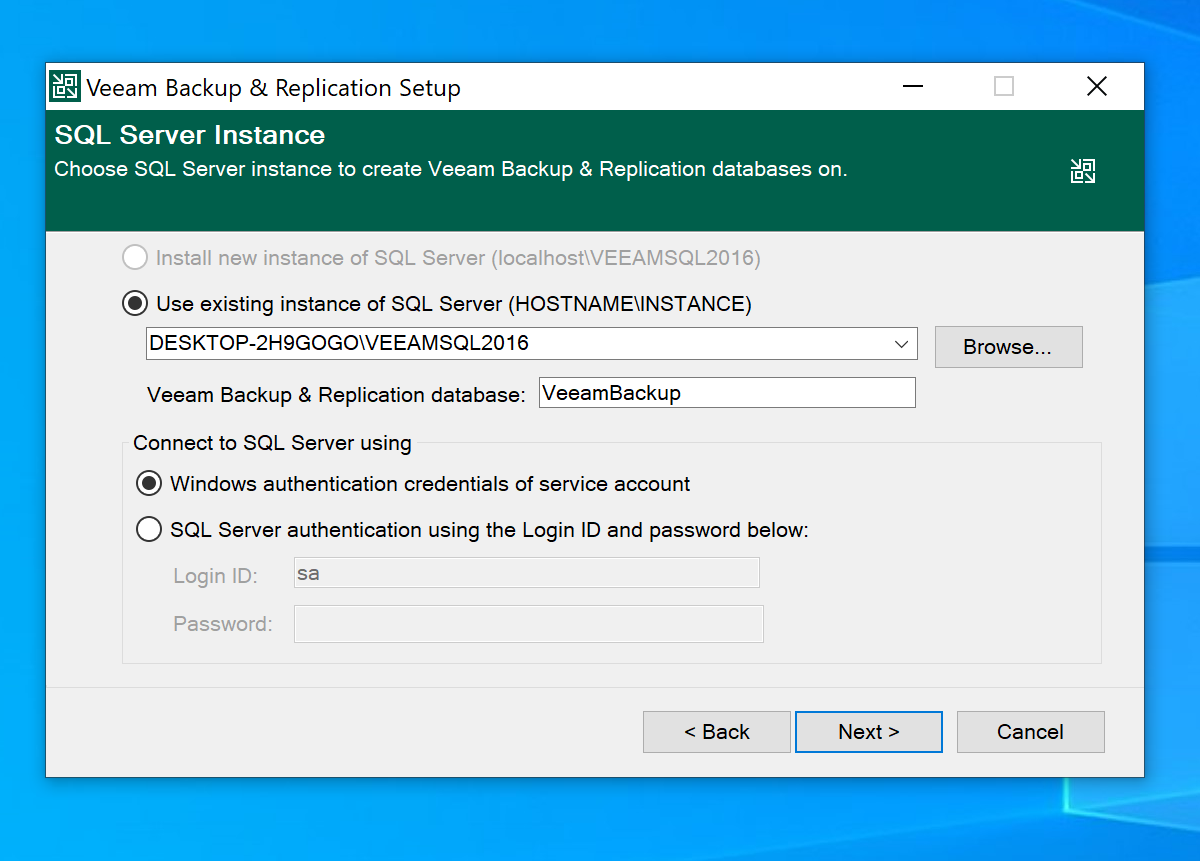 Veeam Backup & Replication Setup
SQL Server Instance
Choose SQL Server instance to create Veeam Backup & Replication databases on.
Install new instance of SQL Server (localhost\VEEAMSQL2016)
Use existing instance of SQL Server (HOSTNAME\INSTANCE)
DESKTOP-2H9GOGO\VEEAMSQL2016
Browse...
Veeam Backup & Replication database: VeeamBackup
Connect to SQL Server using
Windows authentication credentials of service account
SQL Server authentication using the Login ID and password below:
Login ID: sa
Password:
< Back Next > Cancel